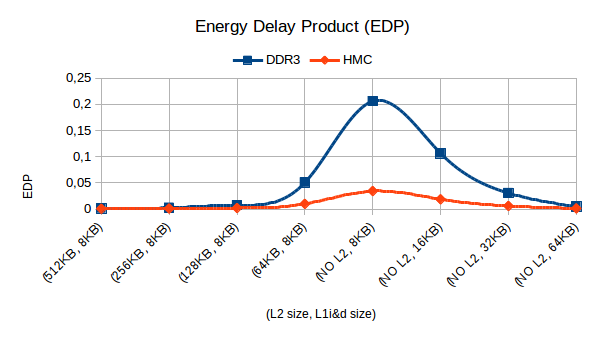 Energy Delay Product (EDP)
DDR3 HMC
0,25
0,2
0,15
0,1
0,05
0
EDP
(512KB, 8KB)
(256KB, 8KB)
(128KB, 8KB)
(64KB, 8KB)
(NO L2, 8KB)
(NO L2, 16KB)
(NO L2, 32KB)
(NO L2, 64KB)
(L2 size, L1i&d size)